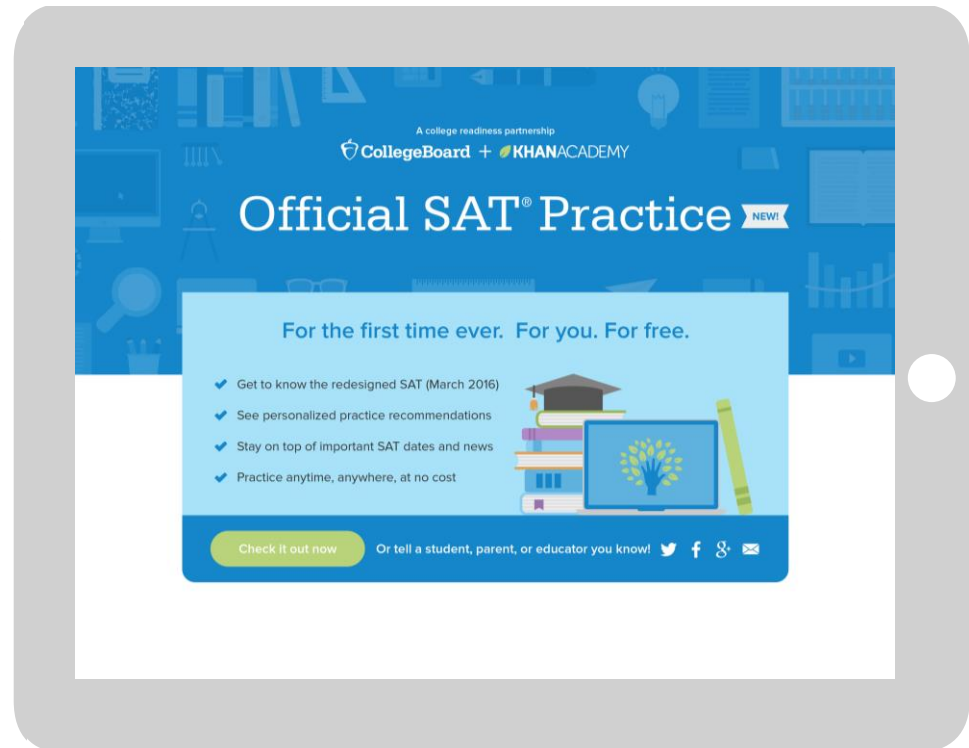 A college readiness partnership
CollegeBoard + KHANACADEMY
Official SAT® Practice NEW!
For the first time ever. For you. For free.
Get to know the redesigned SAT (March 2016)
See personalized practice recommendations
Stay on top of important SAT dates and news
Practice anytime, anywhere, at no cost
Check it out now Or tell a student, parent, or educator you know!